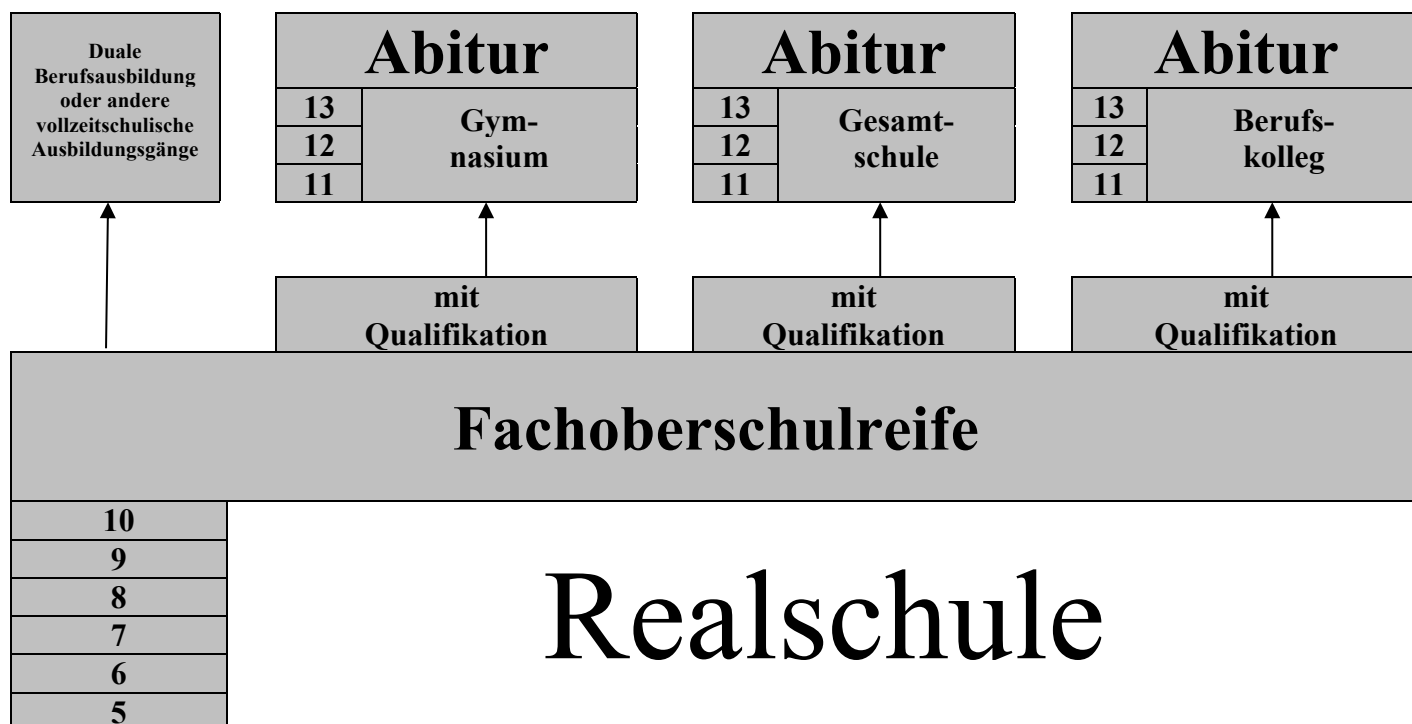 Duale
Berufsausbildung
oder andere
vollzeitschulische
Ausbildungsgänge
Abitur
13
12
11
Gym-
nasium
Abitur
13
12
11
Gesamt-
schule
Abitur
13
12
11
Berufs-
kolleg
mit
Qualifikation
mit
Qualifikation
mit
Qualifikation
Fachoberschulreife
10
9
8
7
6
5
Realschule